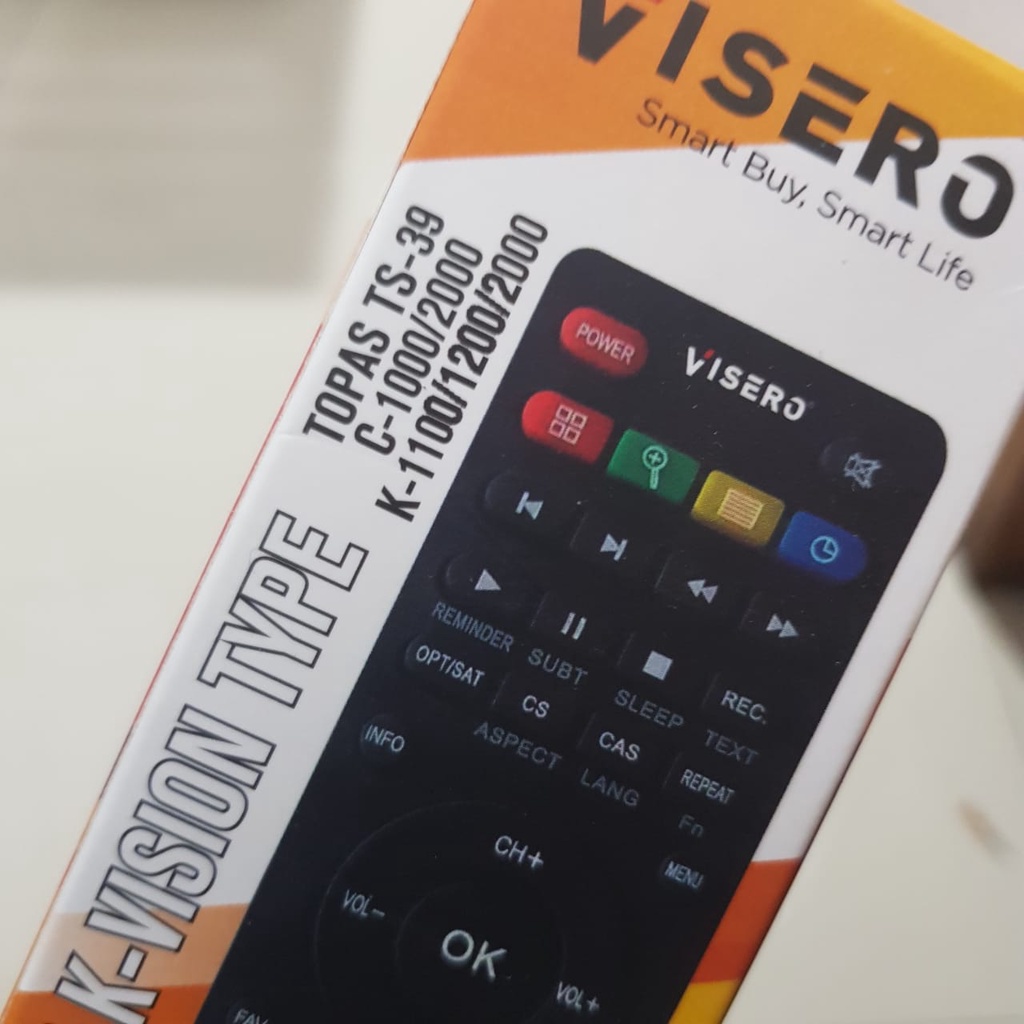 VISERO
Smart Buy, Smart Life
TOPAS TS-39
C-1000/2000
K-1100/1200/2000
K-VISION TYPE
POWER
VISERO
REMINDER
SUBT
SLEEP
REC.
OPT/SAT
CS
CAS
TEXT
REPEAT
INFO
ASPECT
LANG
Fn
MENU
CH+
VOL-
OK
VOL+
FAV